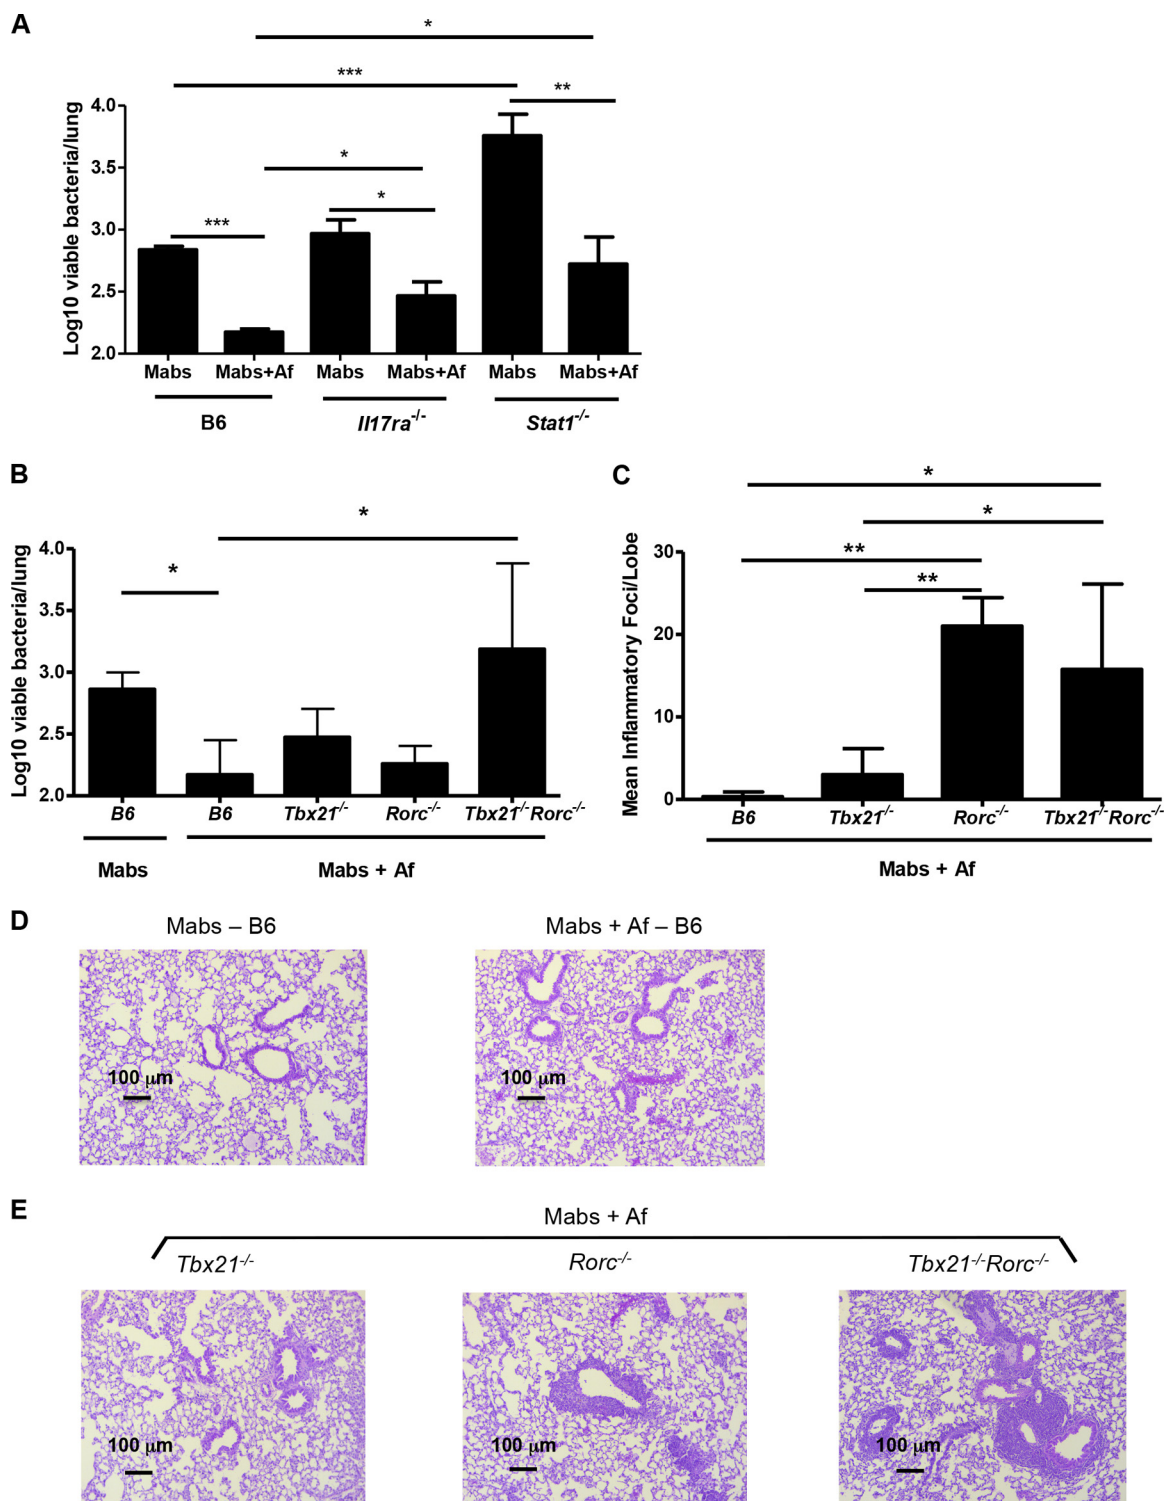 A
*
***
**
*
*
***
Log10 viable bacteria/lung
4.0
3.5
3.0
2.5
2.0
Mabs Mabs+Af Mabs Mabs+Af Mabs Mabs+Af
B6 Il17ra-/- Stat1-/-
B
*
*
Log10 viable bacteria/lung
4.0
3.5
3.0
2.5
2.0
B6 B6 Tbx21-/- Rorc-/- Tbx21-/-Rorc-/-
Mabs Mabs + Af
C
*
*
**
**
Mean Inflammatory Foci/Lobe
30
20
10
0
B6 Tbx21-/- Rorc-/- Tbx21-/-Rorc-/-
Mabs + Af
D
Mabs – B6 Mabs + Af – B6
100 μm 100 μm
E
Mabs + Af
Tbx21-/- Rorc-/- Tbx21-/-Rorc-/-
100 μm 100 μm 100 μm